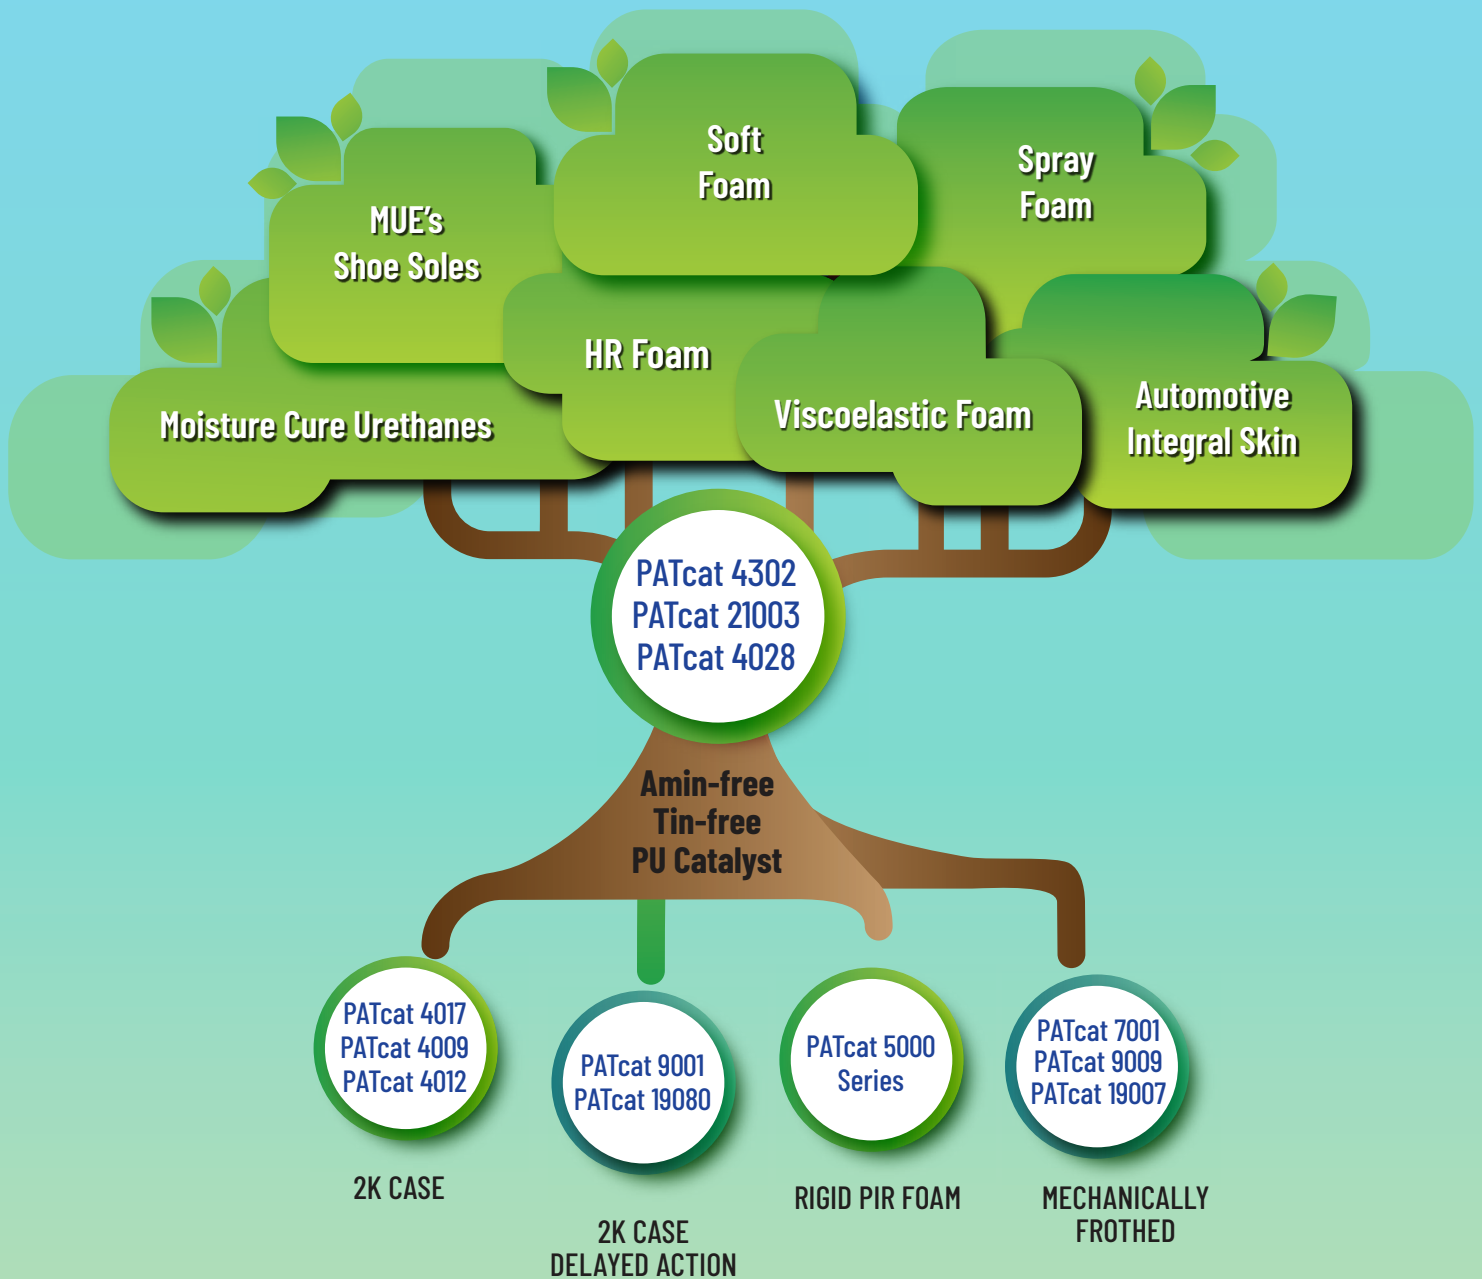 Soft
Foam
Spray
Foam
MUE's
Shoe Soles
HR Foam
Moisture Cure Urethanes
Viscoelastic Foam
Automotive
Integral Skin
PATcat 4302
PATcat 21003
PATcat 4028
Amin-free
Tin-free
PU Catalyst
PATcat 4017
PATcat 4009
PATcat 4012
2K CASE
PATcat 9001
PATcat 19080
2K CASE
DELAYED ACTION
PATcat 5000
Series
RIGID PIR FOAM
PATcat 7001
PATcat 9009
PATcat 19007
MECHANICALLY
FROTHED